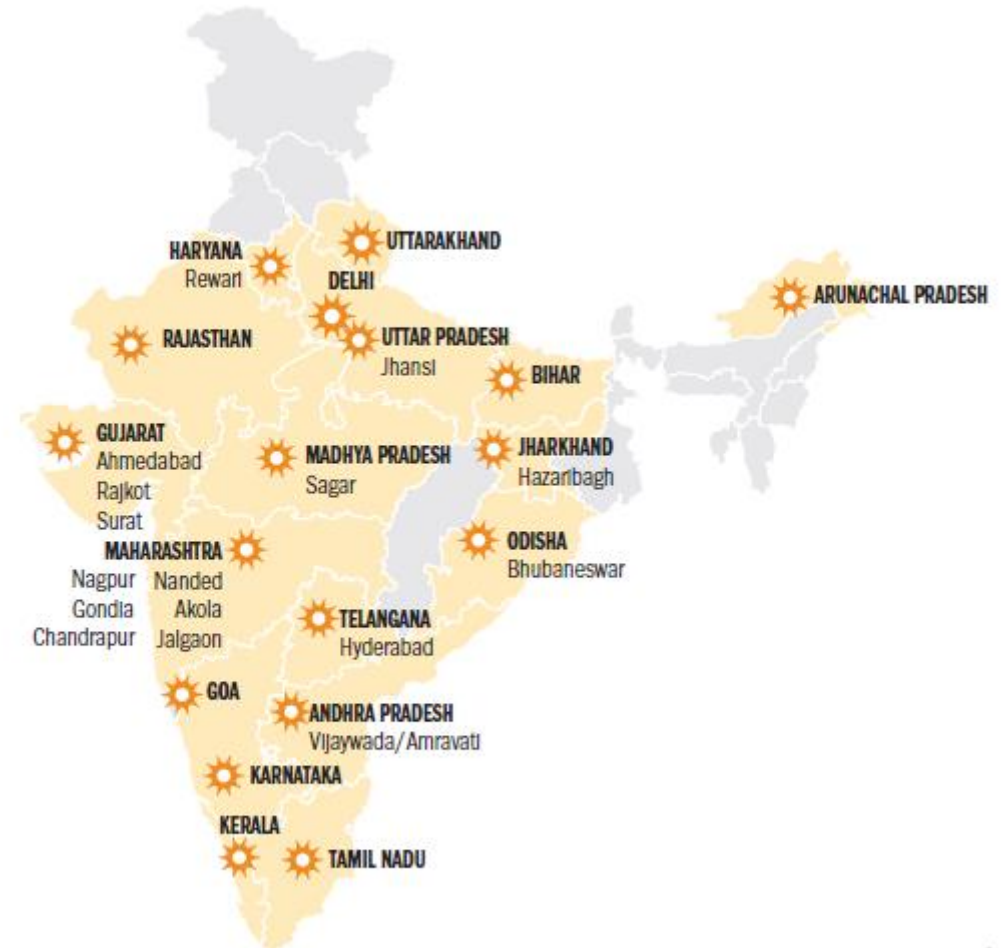 UTTARAKHAND
HARYANA
Rewari
DELHI
ARUNACHAL PRADESH
RAJASTHAN
UTTAR PRADESH
Jhansi
BIHAR
GUJARAT
Ahmedabad
Rajkot
Surat
MADHYA PRADESH
Sagar
JHARKHAND
Hazaribagh
MAHARASHTRA
Nagpur Nanded
Gondia Akola
Chandrapur Jalgaon
ODISHA
Bhubaneswar
TELANGANA
Hyderabad
GOA
ANDHRA PRADESH
Vijaywada/Amravati
KARNATAKA
KERALA
TAMIL NADU